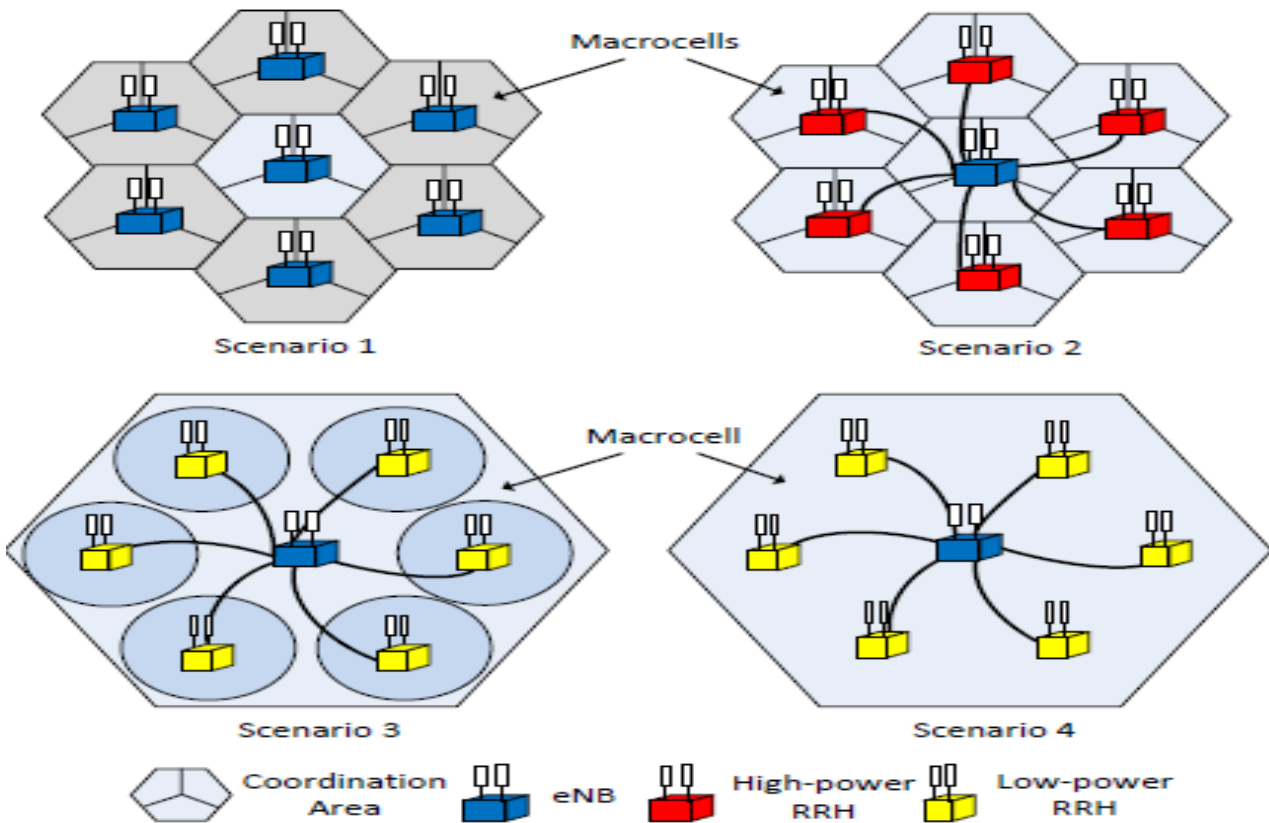 Macrocells
Scenario 1
Scenario 2
Macrocell
Scenario 3
Scenario 4
Coordination
Area
eNB
High-power
RRH
Low-power
RRH